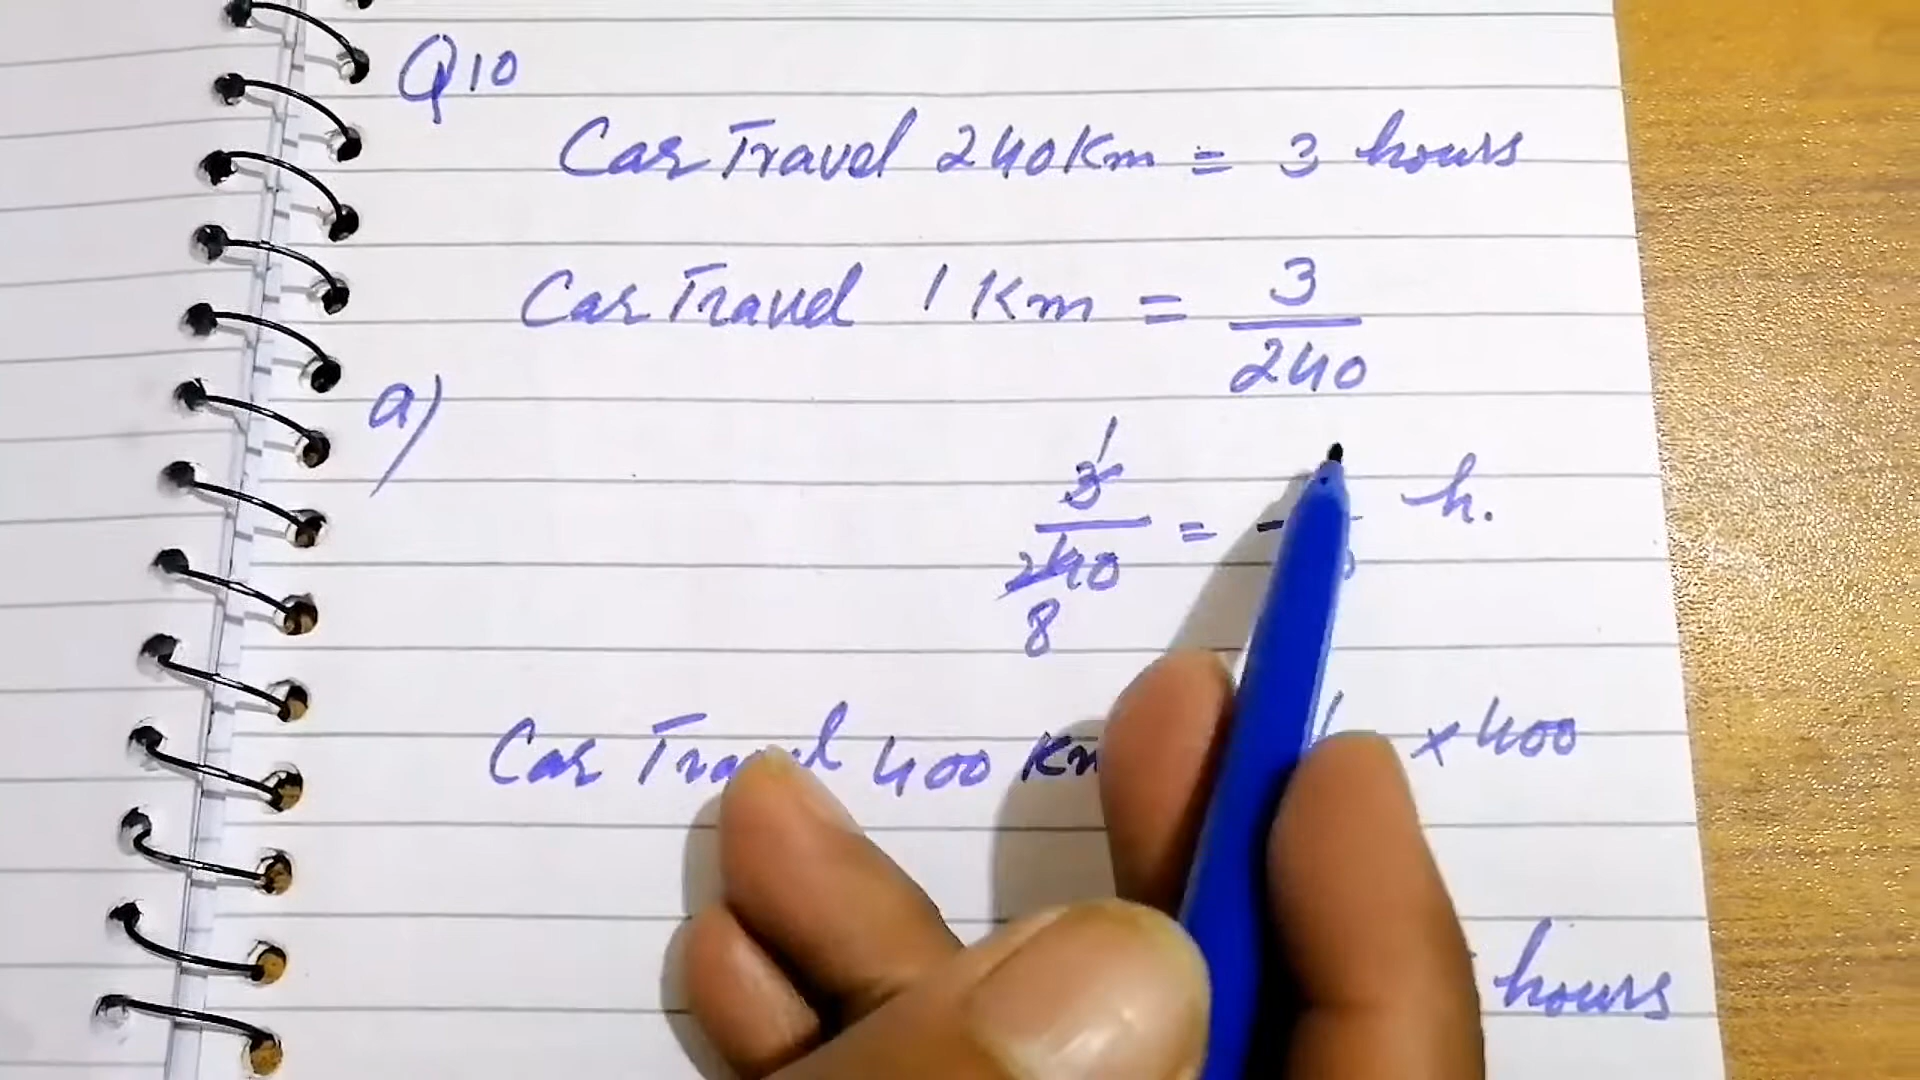 Q10
Car Travel 240Km = 3 hours
Car Travel 1 Km = 3
240
a)
1
3
= h.
240
8
Car Travel 400 Km 1 × 400
hours